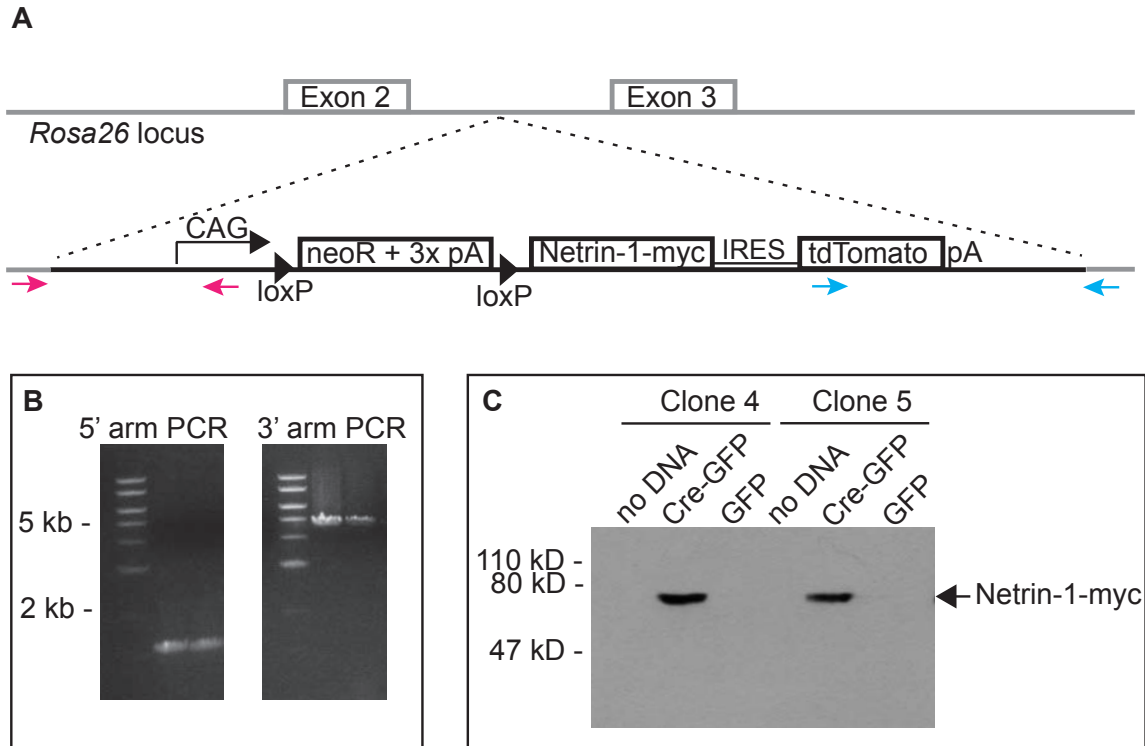 A
Exon 2 Exon 3
Rosa26 locus
CAG
neoR + 3x pA Netrin-1-myc IRES tdTomato pA
loxP loxP
B
5’ arm PCR 3’ arm PCR
5 kb -
2 kb -
C
Clone 4 Clone 5
no DNA Cre-GFP GFP no DNA Cre-GFP GFP
110 kD -
80 kD -
Netrin-1-myc
47 kD -